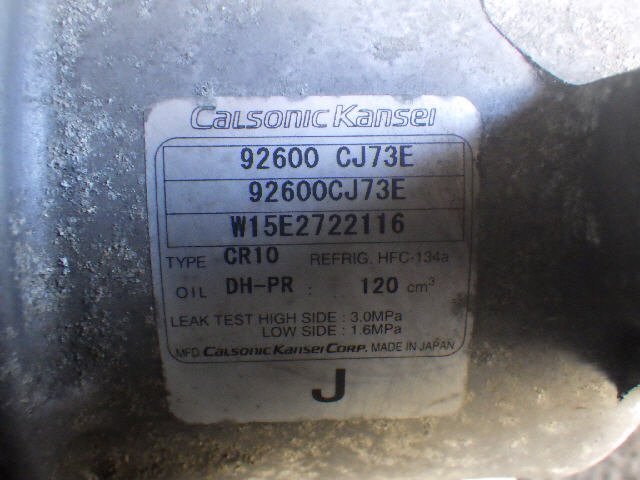 Calsonic Kansei
92600 CJ73E
92600CJ73E
W15E2722116
TYPE CR10 REFRIG. HFC-134a
OIL DH-PR : 120 cm³
LEAK TEST HIGH SIDE : 3.0MPa
LOW SIDE : 1.6MPa
MFD Calsonic Kansei Corp. MADE IN JAPAN
J